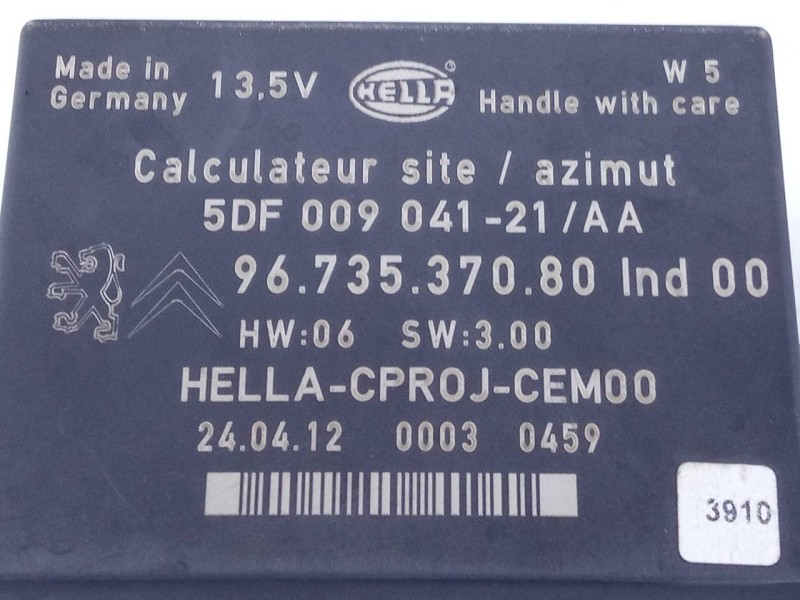 Made in Germany 13,5V HELLA ® W 5
Handle with care
Calculateur site / azimut
5DF 009 041-21/AA
96.735.370.80 Ind 00
HW:06 SW:3.00
HELLA-CPROJ-CEM00
24.04.12 0003 0459
3910